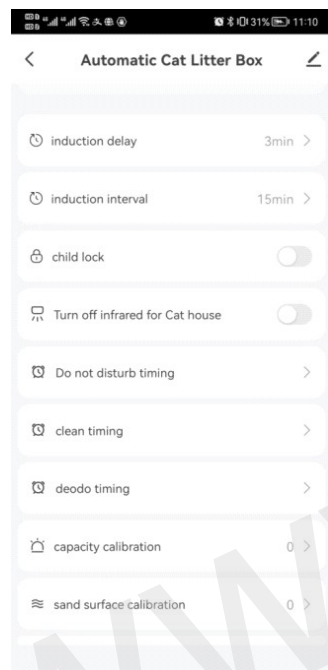 31% 11:10
Automatic Cat Litter Box
induction delay 3min
induction interval 15min
child lock
Turn off infrared for Cat house
Do not disturb timing
clean timing
deodo timing
capacity calibration 0
sand surface calibration 0